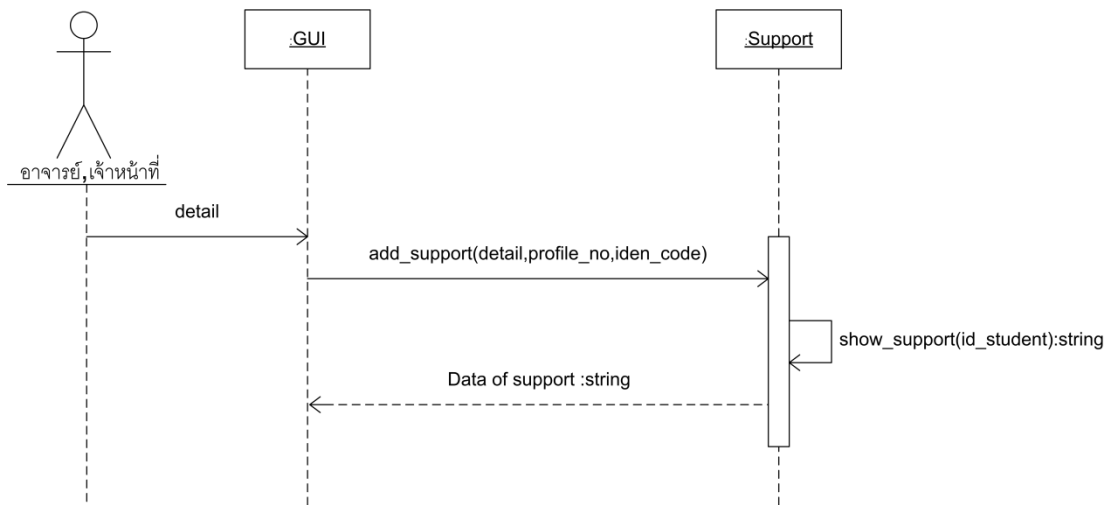 :GUI
:Support
อาจารย์,เจ้าหน้าที่
detail
add_support(detail,profile_no,iden_code)
show_support(id_student):string
Data of support :string